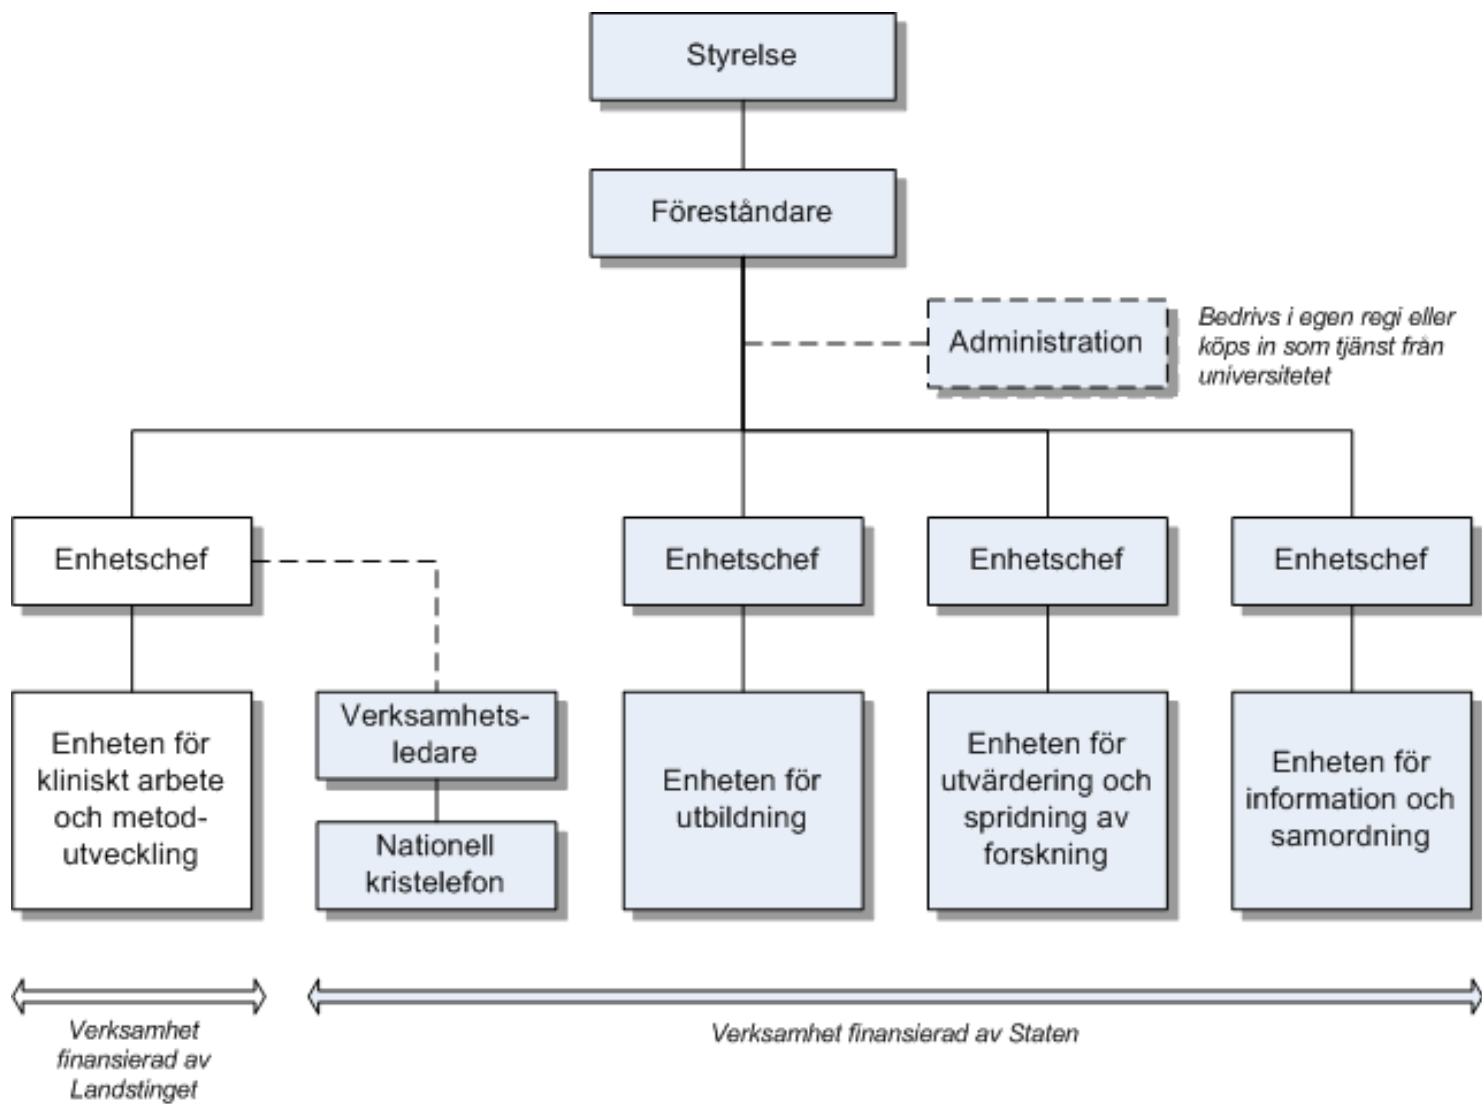 Styrelse
Föreståndare
Administration
Bedrivs i egen regi eller
köps in som tjänst från
universitetet
Enhetschef
Enhetschef
Enhetschef
Enhetschef
Enheten för
kliniskt arbete
och metod-
utveckling
Verksamhets-
ledare
Nationell
kristelefon
Enheten för
utbildning
Enheten för
utvärdering och
spridning av
forskning
Enheten för
information och
samordning
Verksamhet
finansierad av
Landstinget
Verksamhet finansierad av Staten